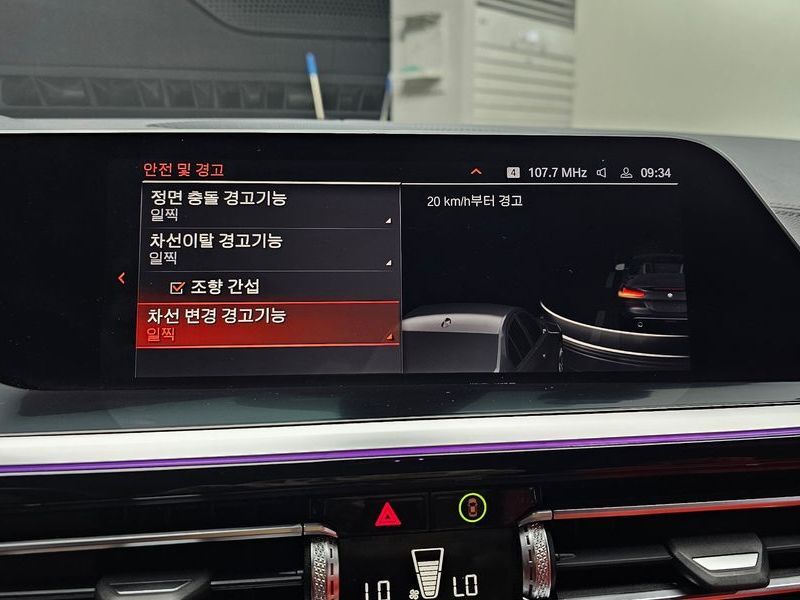 안전 및 경고
4 107.7 MHz 09:34
정면 충돌 경고기능
일찍
20 km/h부터 경고
차선이탈 경고기능
일찍
조향 간섭
차선 변경 경고기능
일찍
LO LO